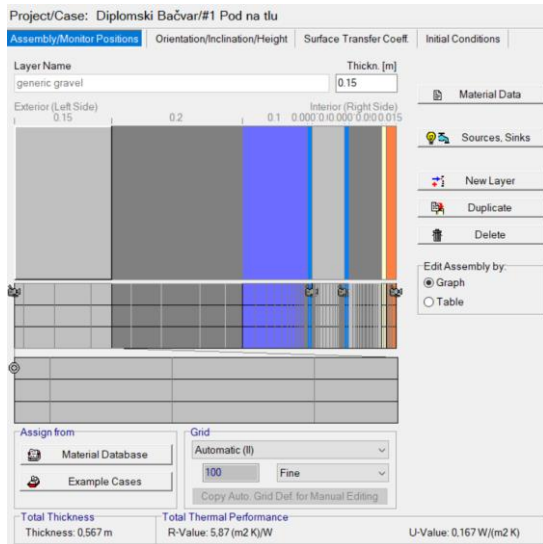 Project/Case: Diplomski Bačvar/#1 Pod na tlu
Assembly/Monitor Positions Orientation/Inclination/Height Surface Transfer Coeff. Initial Conditions
Layer Name Thickn. [m]
generic gravel 0.15
Exterior (Left Side) Interior (Right Side)
0.15 0.2 0.1 0.015
Material Data
Sources, Sinks
New Layer
Duplicate
Delete
Edit Assembly by:
Graph
Table
Assign from
Material Database
Example Cases
Grid
Automatic (II)
100 Fine
Copy Auto. Grid Def. for Manual Editing
Total Thickness
Thickness: 0,567 m
Total Thermal Performance
R-Value: 5,87 (m2 K)/W U-Value: 0,167 W/(m2 K)